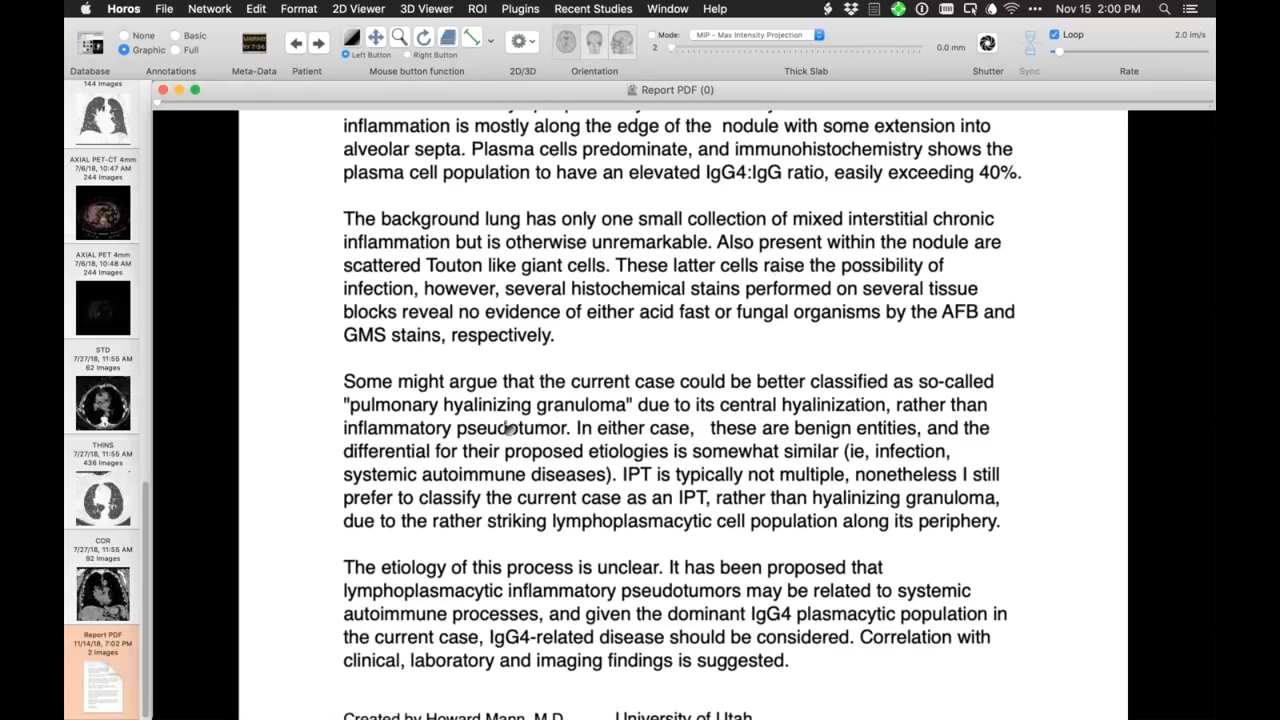 Horos File Network Edit Format 2D Viewer 3D Viewer ROI Plugins Recent Studies Window Help Nov 15 2:00 PM
None Basic
Graphic Full
Mode: MIP - Max Intensity Projection
2 0.0 mm
Loop 2.0 im/s
Left Button Right Button
Database Annotations Meta-Data Patient Mouse button function 2D/3D Orientation Thick Slab Shutter Sync Rate
Report PDF (0)
144 Images
AXIAL PET-CT 4mm
7/6/18, 10:47 AM
244 Images
AXIAL PET 4mm
7/6/18, 10:48 AM
244 Images
STD
7/27/18, 11:55 AM
62 Images
THINS
7/27/18, 11:55 AM
436 Images
COR
7/27/18, 11:55 AM
92 Images
Report PDF
11/14/18, 7:02 PM
2 Images
inflammation is mostly along the edge of the nodule with some extension into
alveolar septa. Plasma cells predominate, and immunohistochemistry shows the
plasma cell population to have an elevated IgG4:IgG ratio, easily exceeding 40%.
The background lung has only one small collection of mixed interstitial chronic
inflammation but is otherwise unremarkable. Also present within the nodule are
scattered Touton like giant cells. These latter cells raise the possibility of
infection, however, several histochemical stains performed on several tissue
blocks reveal no evidence of either acid fast or fungal organisms by the AFB and
GMS stains, respectively.
Some might argue that the current case could be better classified as so-called
"pulmonary hyalinizing granuloma" due to its central hyalinization, rather than
inflammatory pseudotumor. In either case, these are benign entities, and the
differential for their proposed etiologies is somewhat similar (ie, infection,
systemic autoimmune diseases). IPT is typically not multiple, nonetheless I still
prefer to classify the current case as an IPT, rather than hyalinizing granuloma,
due to the rather striking lymphoplasmacytic cell population along its periphery.
The etiology of this process is unclear. It has been proposed that
lymphoplasmacytic inflammatory pseudotumors may be related to systemic
autoimmune processes, and given the dominant IgG4 plasmacytic population in
the current case, IgG4-related disease should be considered. Correlation with
clinical, laboratory and imaging findings is suggested.
Created by Howard Mann, M.D. University of Utah